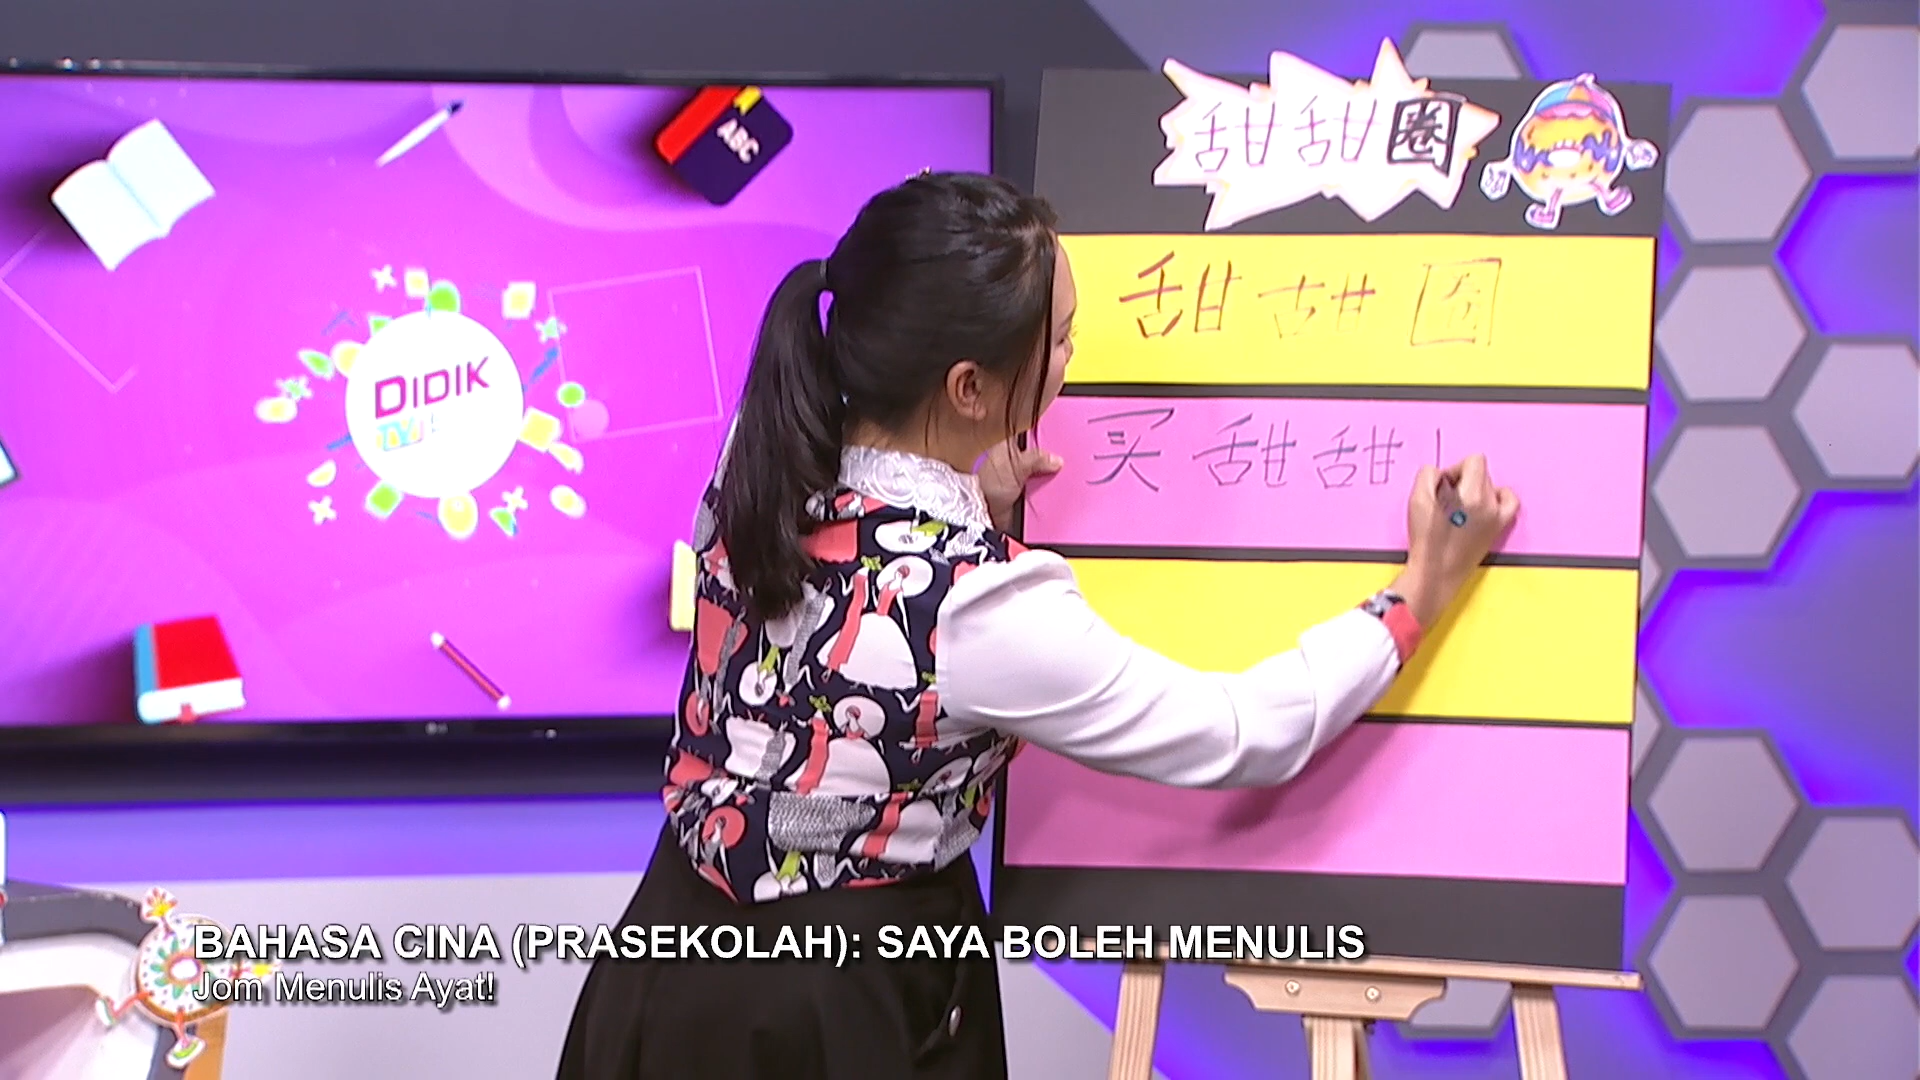 甜甜圈
ABC
甜甜圈
DIDIK
TV
买甜甜
BAHASA CINA (PRASEKOLAH): SAYA BOLEH MENULIS
Jom Menulis Ayat!